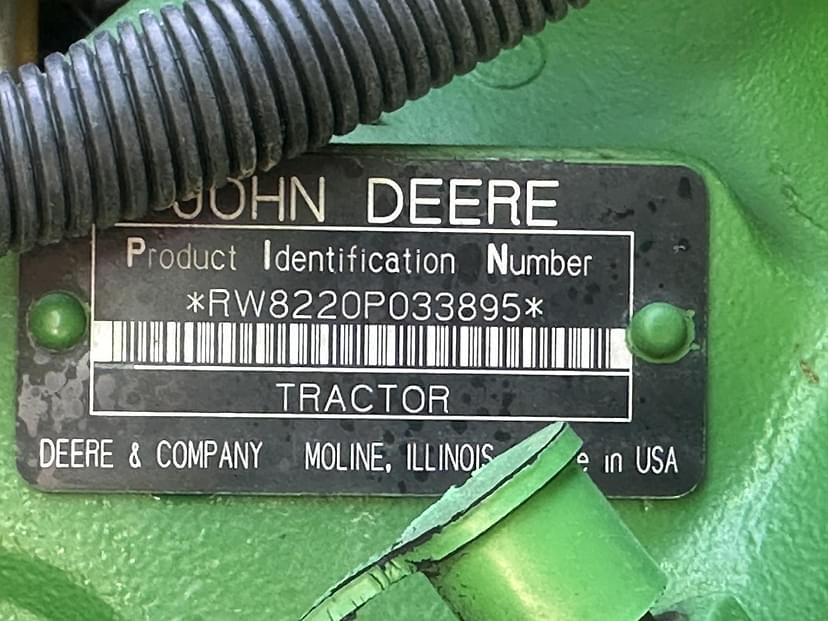 JOHN DEERE
Product Identification Number
*RW8220P033895*
TRACTOR
DEERE & COMPANY MOLINE, ILLINOIS in USA